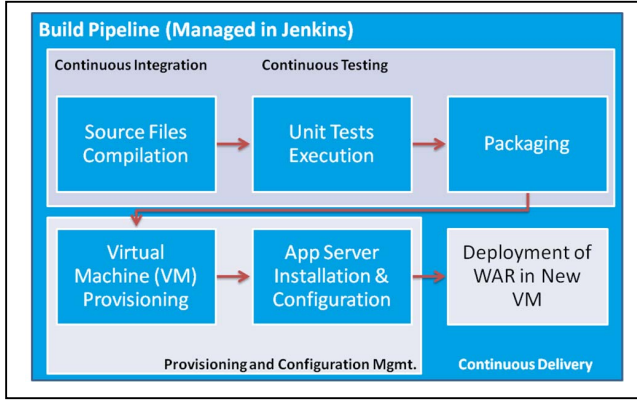 Build Pipeline (Managed in Jenkins)
Continuous Integration
Continuous Testing
Source Files
Compilation
Unit Tests
Execution
Packaging
Virtual
Machine (VM)
Provisioning
App Server
Installation &
Configuration
Deployment of
WAR in New
VM
Provisioning and Configuration Mgmt.
Continuous Delivery